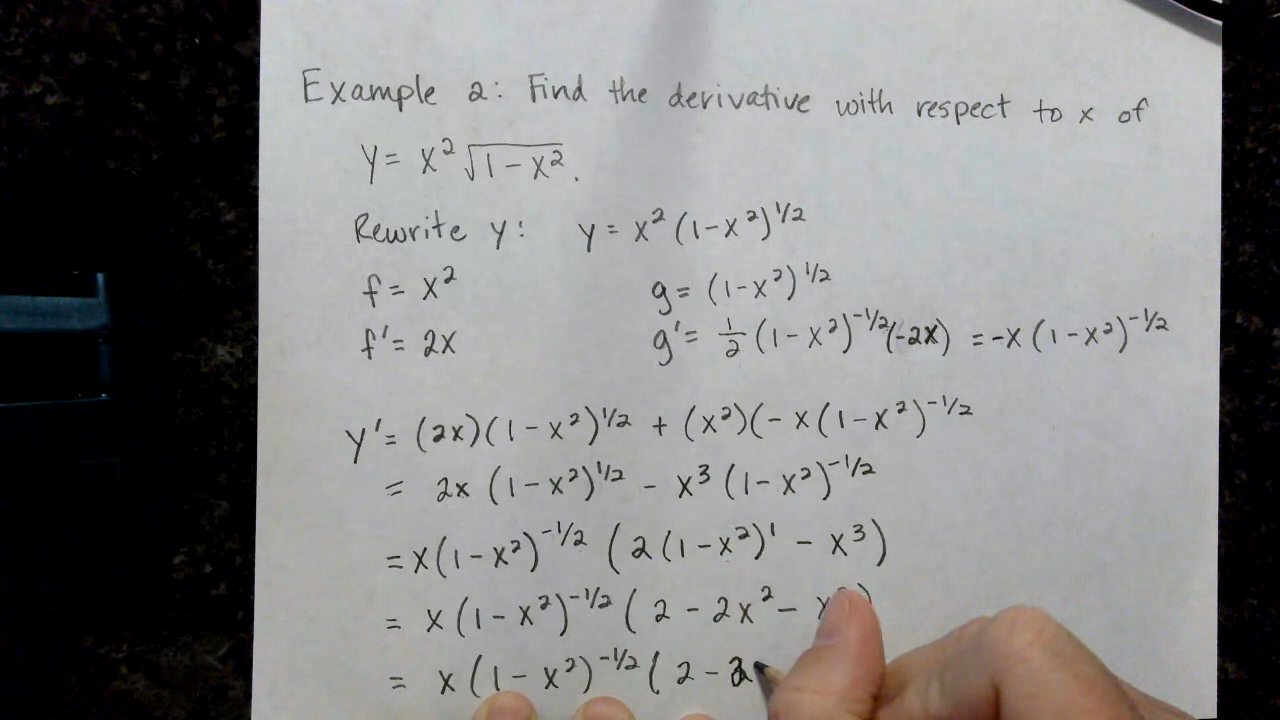 Example 2: Find the derivative with respect to x of
y = x² √(1 - x²).
Rewrite y: y = x² (1-x²)^1/2
f = x² g = (1-x²)^1/2
f' = 2x g' = 1/2 (1-x²)^-1/2 (-2x) = -x (1-x²)^-1/2
y' = (2x)(1-x²)^1/2 + (x²)(-x(1-x²)^-1/2
= 2x (1-x²)^1/2 - x³ (1-x²)^-1/2
= x(1-x²)^-1/2 (2(1-x²)' - x³)
= x(1-x²)^-1/2 (2 - 2x² - x
= x(1-x²)^-1/2 (2 -